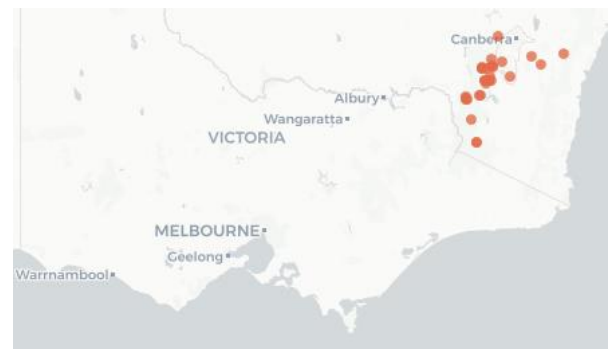 Canberra
Albury
Wangaratta
VICTORIA
MELBOURNE
Geelong
Warrnambool